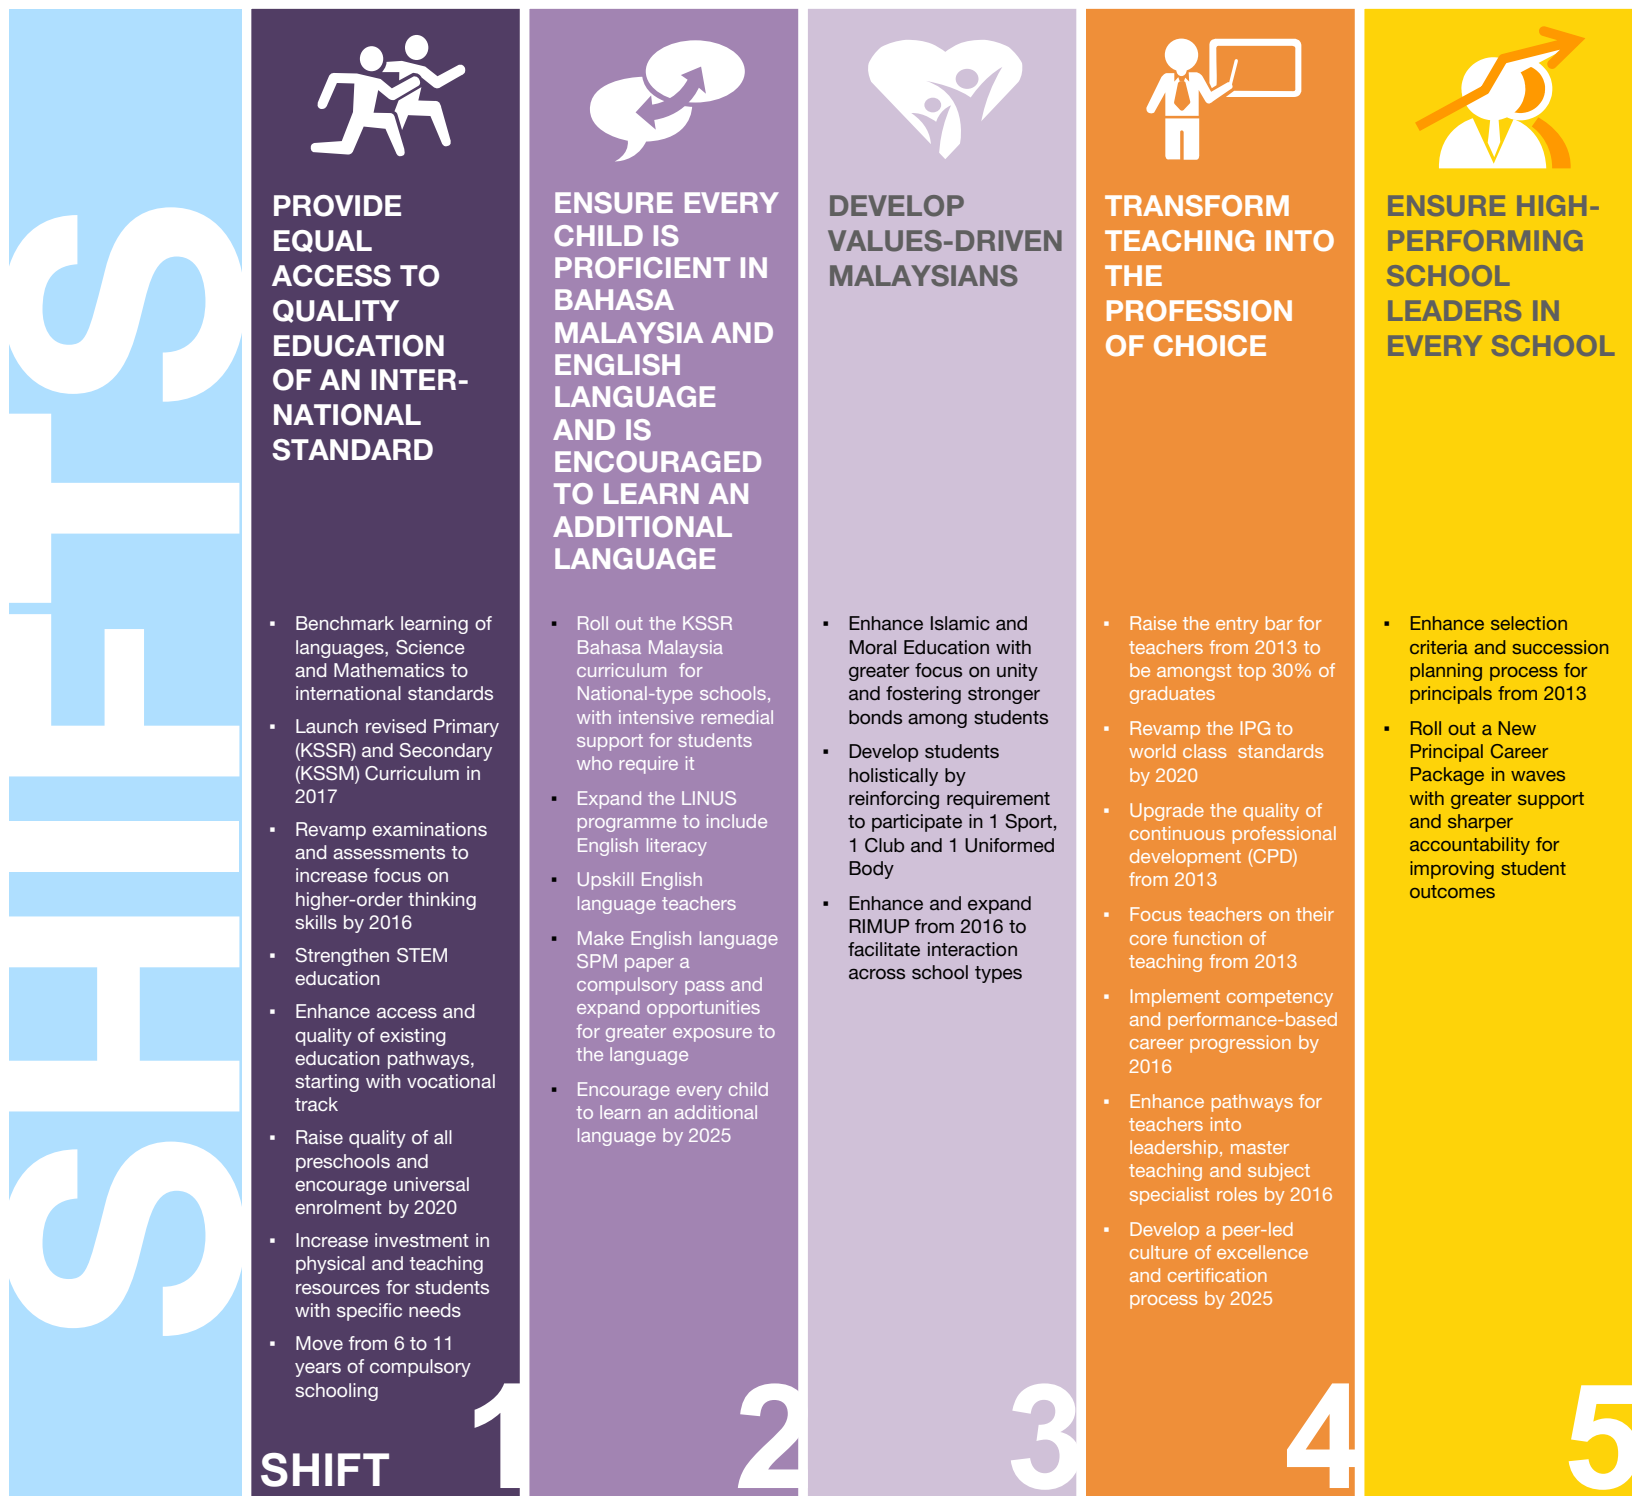 SHIFTS
PROVIDE
EQUAL
ACCESS TO
QUALITY
EDUCATION
OF AN INTER-
NATIONAL
STANDARD
▪ Benchmark learning of
languages, Science
and Mathematics to
international standards
▪ Launch revised Primary
(KSSR) and Secondary
(KSSM) Curriculum in
2017
▪ Revamp examinations
and assessments to
increase focus on
higher-order thinking
skills by 2016
▪ Strengthen STEM
education
▪ Enhance access and
quality of existing
education pathways,
starting with vocational
track
▪ Raise quality of all
preschools and
encourage universal
enrolment by 2020
▪ Increase investment in
physical and teaching
resources for students
with specific needs
▪ Move from 6 to 11
years of compulsory
schooling
SHIFT 1
ENSURE EVERY
CHILD IS
PROFICIENT IN
BAHASA
MALAYSIA AND
ENGLISH
LANGUAGE
AND IS
ENCOURAGED
TO LEARN AN
ADDITIONAL
LANGUAGE
▪ Roll out the KSSR
Bahasa Malaysia
curriculum for
National-type schools,
with intensive remedial
support for students
who require it
▪ Expand the LINUS
programme to include
English literacy
▪ Upskill English
language teachers
▪ Make English language
SPM paper a
compulsory pass and
expand opportunities
for greater exposure to
the language
▪ Encourage every child
to learn an additional
language by 2025
2
DEVELOP
VALUES-DRIVEN
MALAYSIANS
▪ Enhance Islamic and
Moral Education with
greater focus on unity
and fostering stronger
bonds among students
▪ Develop students
holistically by
reinforcing requirement
to participate in 1 Sport,
1 Club and 1 Uniformed
Body
▪ Enhance and expand
RIMUP from 2016 to
facilitate interaction
across school types
3
TRANSFORM
TEACHING INTO
THE
PROFESSION
OF CHOICE
▪ Raise the entry bar for
teachers from 2013 to
be amongst top 30% of
graduates
▪ Revamp the IPG to
world class standards
by 2020
▪ Upgrade the quality of
continuous professional
development (CPD)
from 2013
▪ Focus teachers on their
core function of
teaching from 2013
▪ Implement competency
and performance-based
career progression by
2016
▪ Enhance pathways for
teachers into
leadership, master
teaching and subject
specialist roles by 2016
▪ Develop a peer-led
culture of excellence
and certification
process by 2025
4
ENSURE HIGH-
PERFORMING
SCHOOL
LEADERS IN
EVERY SCHOOL
▪ Enhance selection
criteria and succession
planning process for
principals from 2013
▪ Roll out a New
Principal Career
Package in waves
with greater support
and sharper
accountability for
improving student
outcomes
5